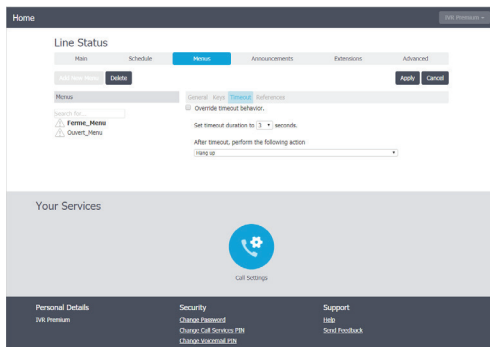 Home
IVR Premium
Line Status
Main Schedule Menus Announcements Extensions Advanced
Add New Menu Delete Apply Cancel
Menus
General Keys Timeout References
Search for...
Override timeout behavior.
Ferme_Menu
Ouvert_Menu
Set timeout duration to 3 seconds.
After timeout, perform the following action
Hang up
Your Services
Call Settings
Personal Details Security Support
IVR Premium Change Password Help
Change Call Services PIN Send Feedback
Change Voicemail PIN